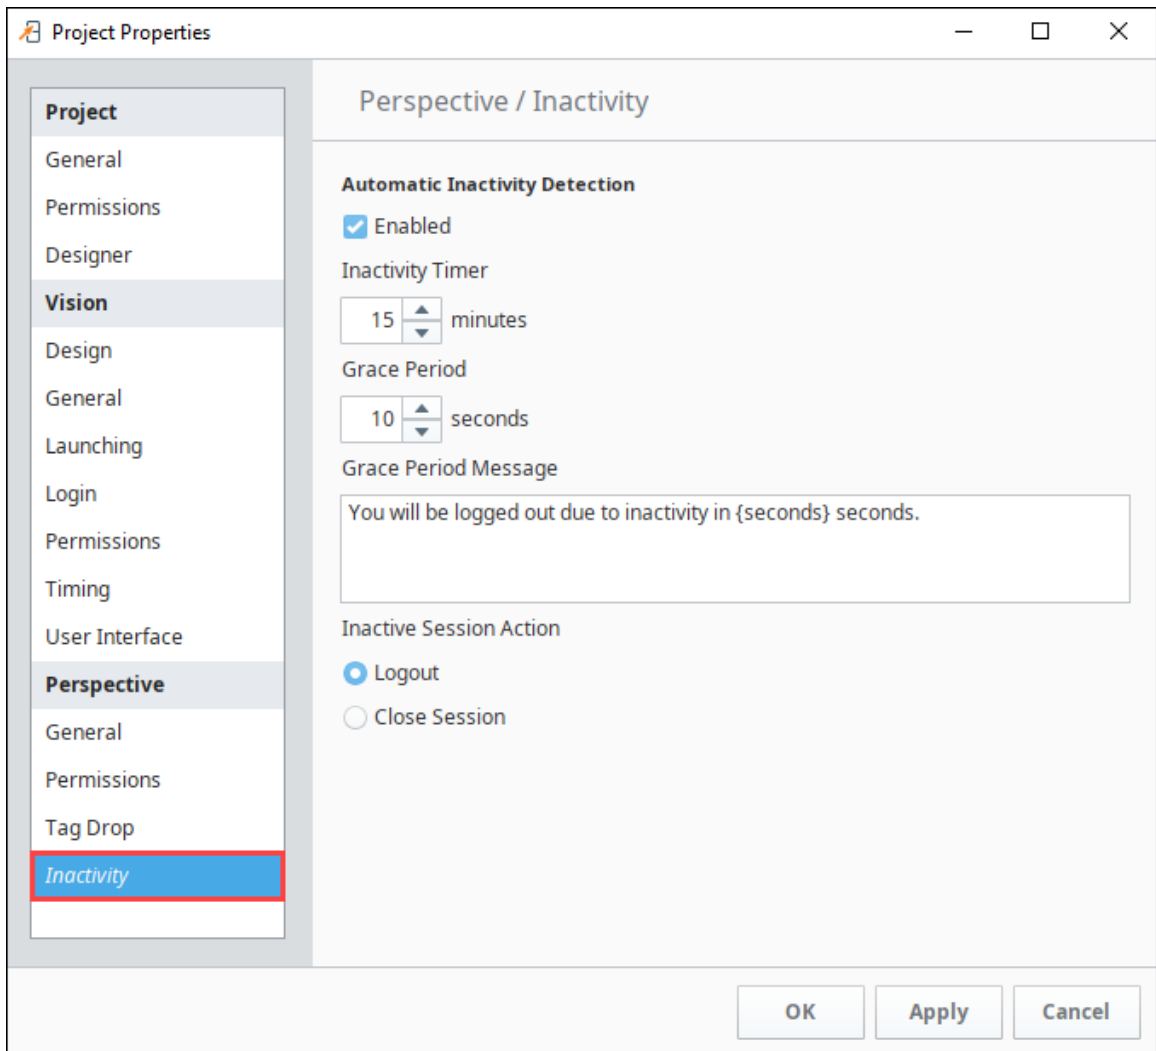 Project Properties
Project
General
Permissions
Designer
Vision
Design
General
Launching
Login
Permissions
Timing
User Interface
Perspective
General
Permissions
Tag Drop
Inactivity
Perspective / Inactivity
Automatic Inactivity Detection
Enabled
Inactivity Timer
15 minutes
Grace Period
10 seconds
Grace Period Message
You will be logged out due to inactivity in {seconds} seconds.
Inactive Session Action
Logout
Close Session
OK Apply Cancel